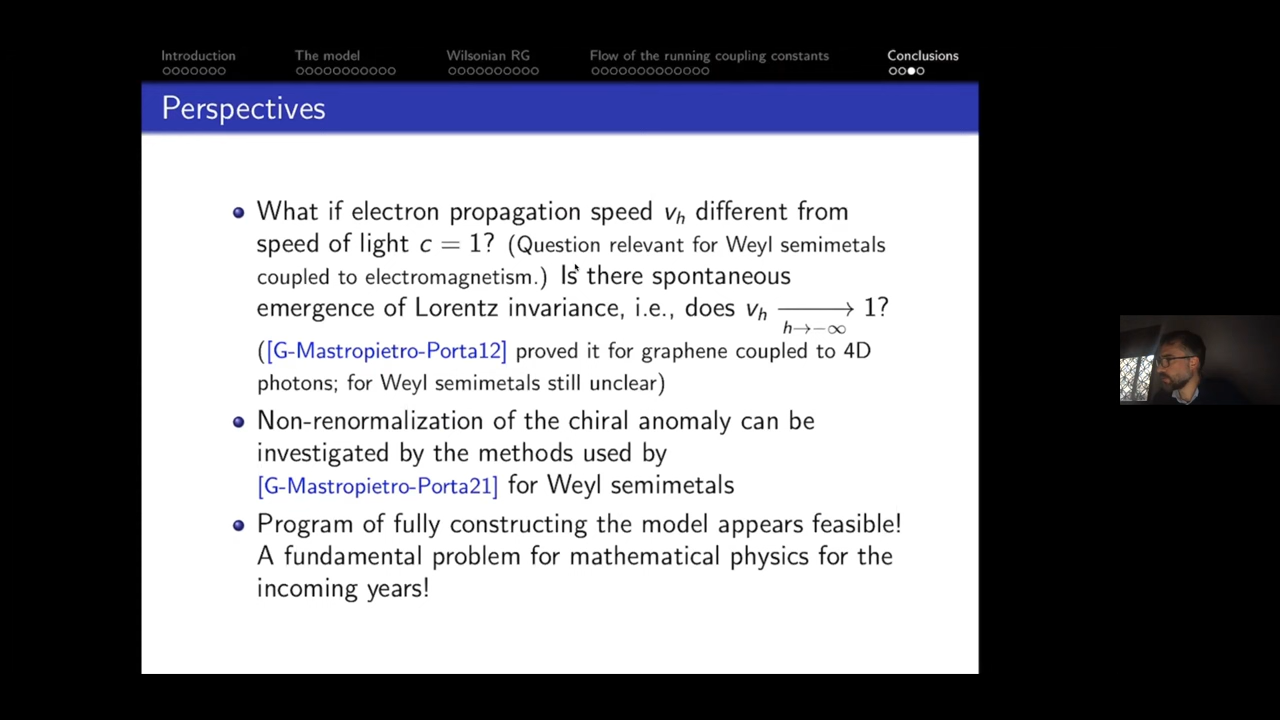 Introduction The model Wilsonian RG Flow of the running coupling constants Conclusions
Perspectives
What if electron propagation speed v_h different from
speed of light c = 1? (Question relevant for Weyl semimetals
coupled to electromagnetism.) Is there spontaneous
emergence of Lorentz invariance, i.e., does v_h ⟶ 1?
h→−∞
([G-Mastropietro-Porta12] proved it for graphene coupled to 4D
photons; for Weyl semimetals still unclear)
Non-renormalization of the chiral anomaly can be
investigated by the methods used by
[G-Mastropietro-Porta21] for Weyl semimetals
Program of fully constructing the model appears feasible!
A fundamental problem for mathematical physics for the
incoming years!